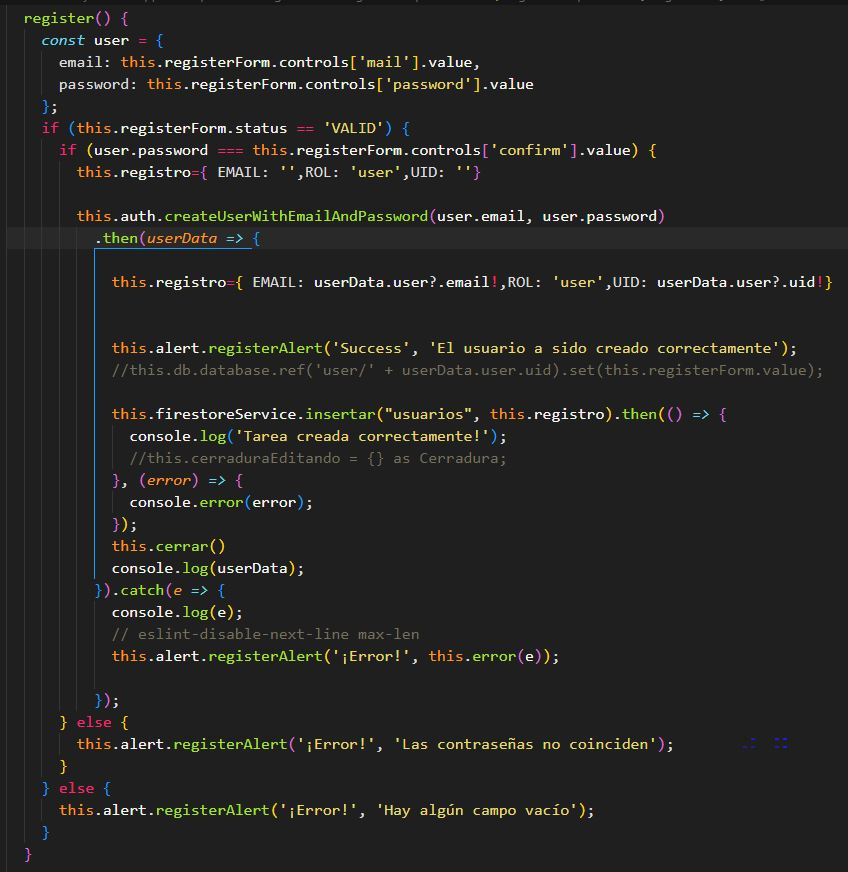 register() {
const user = {
email: this.registerForm.controls['mail'].value,
password: this.registerForm.controls['password'].value
};
if (this.registerForm.status == 'VALID') {
if (user.password === this.registerForm.controls['confirm'].value) {
this.registro={ EMAIL: '',ROL: 'user',UID: ''}
this.auth.createUserWithEmailAndPassword(user.email, user.password)
.then(userData => {
this.registro={ EMAIL: userData.user?.email!,ROL: 'user',UID: userData.user?.uid!}
this.alert.registerAlert('Success', 'El usuario a sido creado correctamente');
//this.db.database.ref('user/' + userData.user.uid).set(this.registerForm.value);
this.firestoreService.insertar("usuarios", this.registro).then(() => {
console.log('Tarea creada correctamente!');
//this.cerraduraEditando = {} as Cerradura;
}, (error) => {
console.error(error);
});
this.cerrar()
console.log(userData);
}).catch(e => {
console.log(e);
// eslint-disable-next-line max-len
this.alert.registerAlert('¡Error!', this.error(e));
});
} else {
this.alert.registerAlert('¡Error!', 'Las contraseñas no coinciden');
}
} else {
this.alert.registerAlert('¡Error!', 'Hay algún campo vacío');
}
}